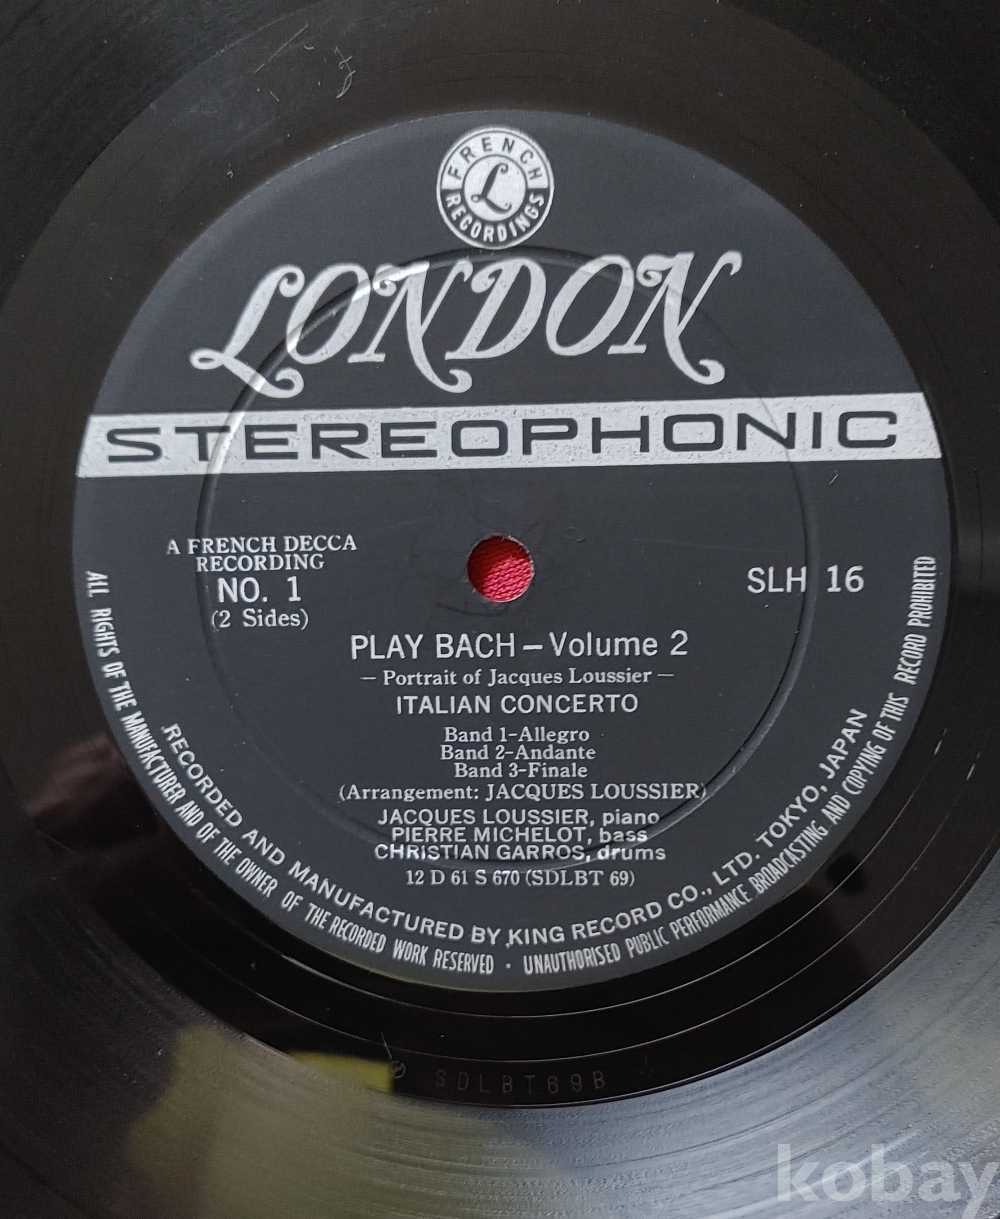 FRENCH
L
RECORDINGS
LONDON
STEREOPHONIC
A FRENCH DECCA
RECORDING
NO. 1
(2 Sides)
SLH 16
PLAY BACH – Volume 2
— Portrait of Jacques Loussier —
ITALIAN CONCERTO
Band 1-Allegro
Band 2-Andante
Band 3-Finale
(Arrangement: JACQUES LOUSSIER)
JACQUES LOUSSIER, piano
PIERRE MICHELOT, bass
CHRISTIAN GARROS, drums
12 D 61 S 670 (SDLBT 69)
RECORDED AND MANUFACTURED BY KING RECORD CO., LTD. TOKYO, JAPAN
ALL RIGHTS OF THE MANUFACTURER AND OF THE OWNER OF THE RECORDED WORK RESERVED · UNAUTHORISED PUBLIC PERFORMANCE BROADCASTING AND COPYING OF THIS RECORD PROHIBITED
SDLBT69B
kobay